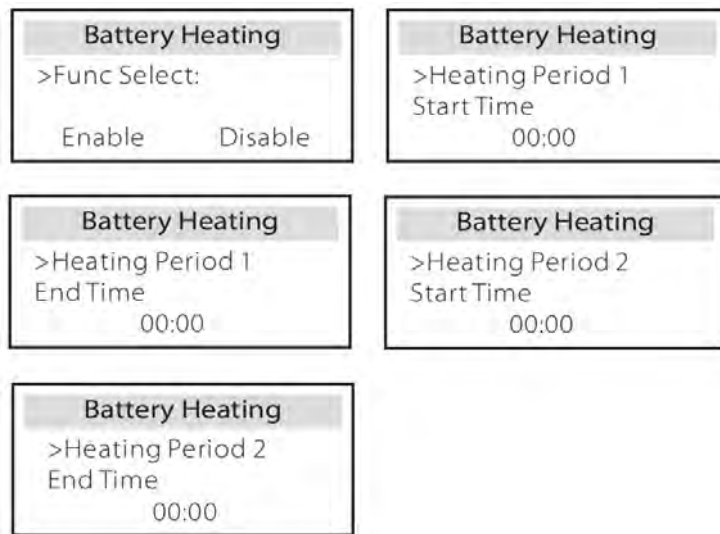 Battery Heating
>Func Select:
Enable Disable
Battery Heating
>Heating Period 1
Start Time
00:00
Battery Heating
>Heating Period 1
End Time
00:00
Battery Heating
>Heating Period 2
Start Time
00:00
Battery Heating
>Heating Period 2
End Time
00:00